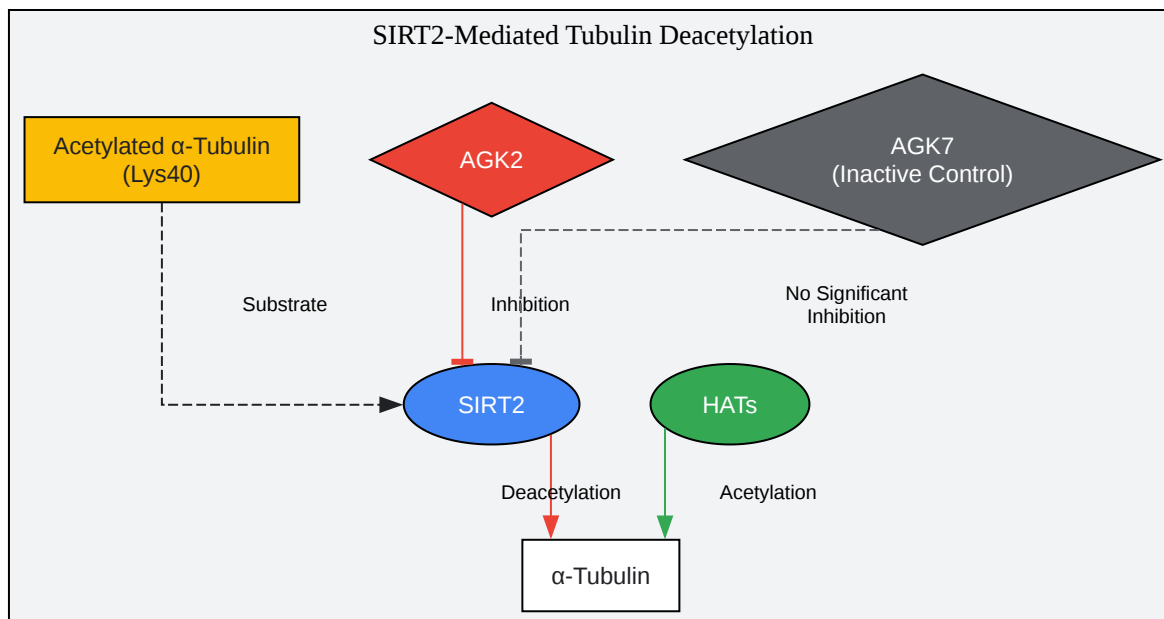 SIRT2-Mediated Tubulin Deacetylation
Acetylated α-Tubulin
(Lys40)
AGK2
AGK7
(Inactive Control)
Substrate
Inhibition
No Significant
Inhibition
SIRT2
HATs
Deacetylation
Acetylation
α-Tubulin